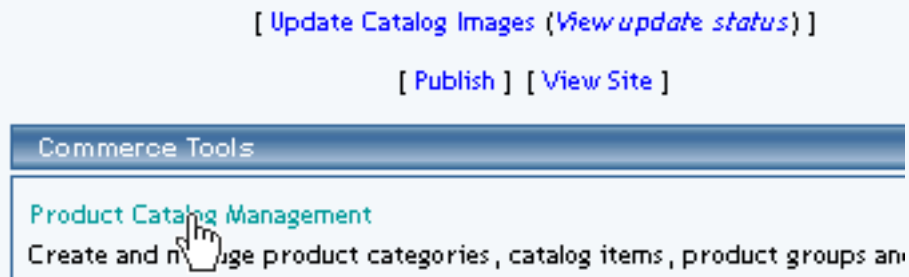 [ Update Catalog Images (View update status) ]
[ Publish ] [ View Site ]
Commerce Tools
Product Catalog Management
Create and product categories, catalog items, product groups